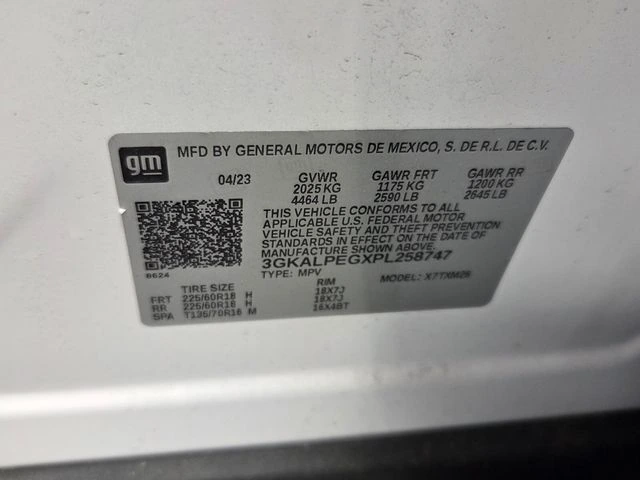 gm
MFD BY GENERAL MOTORS DE MEXICO, S. DE R.L. DE C.V.
04/23 GVWR GAWR FRT GAWR RR
2025 KG 1175 KG 1200 KG
4464 LB 2590 LB 2645 LB
THIS VEHICLE CONFORMS TO ALL
APPLICABLE U.S. FEDERAL MOTOR
VEHICLE SAFETY AND THEFT PREVENTION
STANDARDS IN EFFECT ON THE DATE OF
MANUFACTURE SHOWN ABOVE.
3GKALPEGXPL258747
8624 TYPE: MPV MODEL: X7TXM26
TIRE SIZE RIM
FRT 225/60R18 H 18X7J
RR 225/60R18 H 18X7J
SPA T135/70R16 M 16X4BT